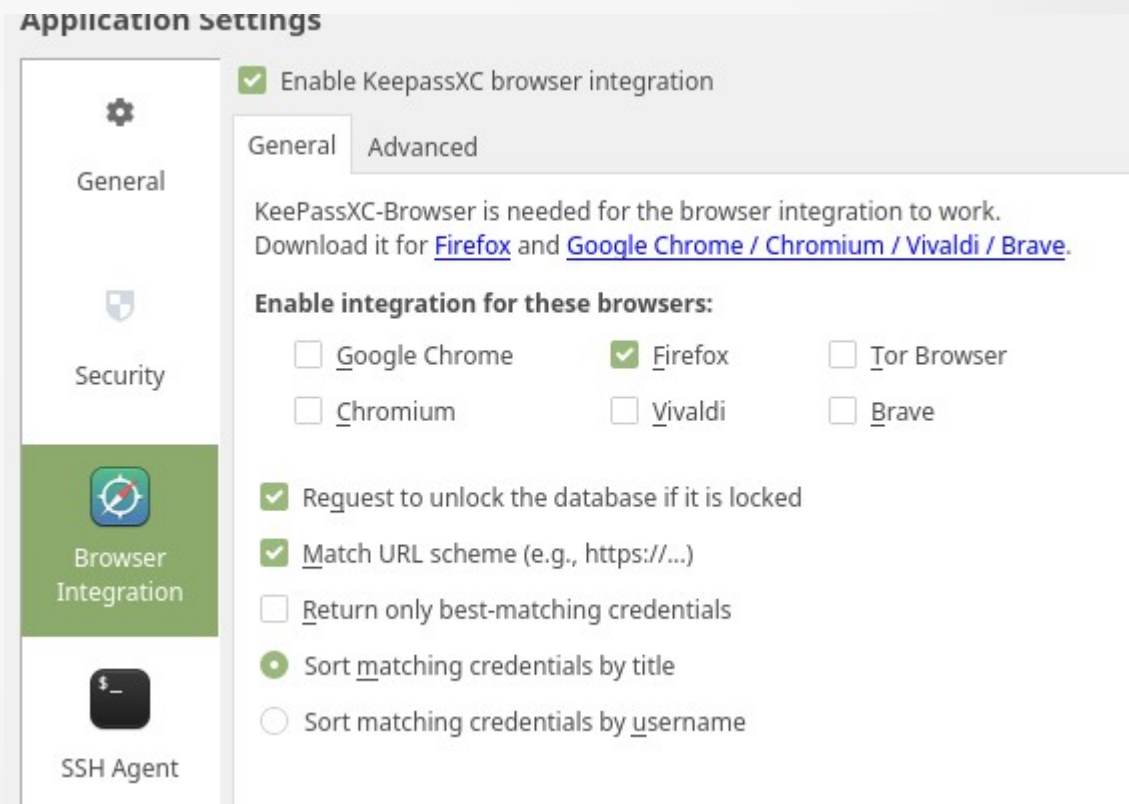 Application Settings
Enable KeepassXC browser integration
General
Advanced
General
KeePassXC-Browser is needed for the browser integration to work.
Download it for Firefox and Google Chrome / Chromium / Vivaldi / Brave.
Enable integration for these browsers:
Google Chrome
Firefox
Tor Browser
Security
Chromium
Vivaldi
Brave
Request to unlock the database if it is locked
Match URL scheme (e.g., https://...)
Browser
Integration
Return only best-matching credentials
Sort matching credentials by title
$_
Sort matching credentials by username
SSH Agent